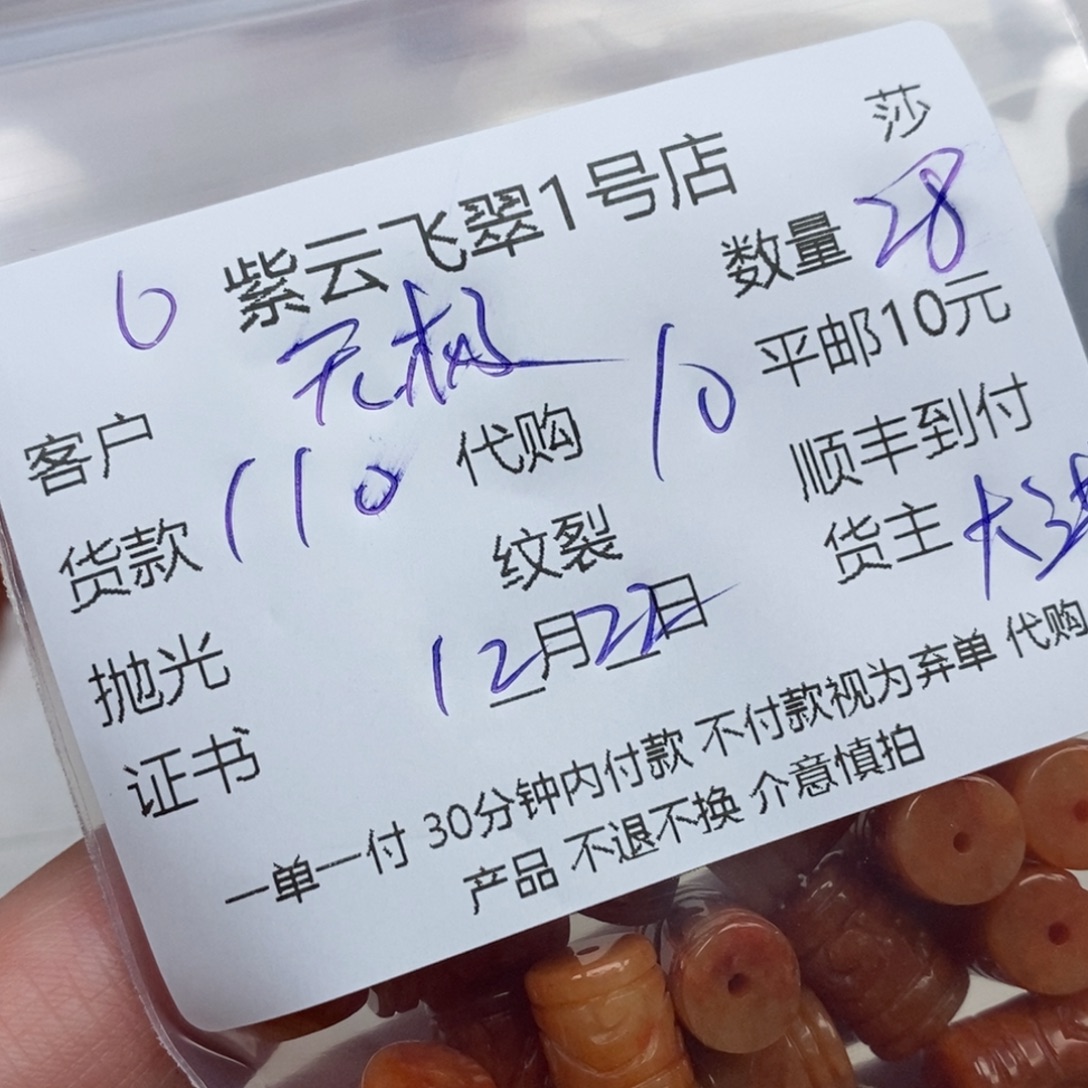 莎
6 紫云飞翠1号店 数量 28
客户 无极 平邮10元
货款 110 代购 10 顺丰到付
抛光 纹裂 货主 大
证书 12月22日
一单一付 30分钟内付款 不付款视为弃单 代购
产品 不退不换 介意慎拍